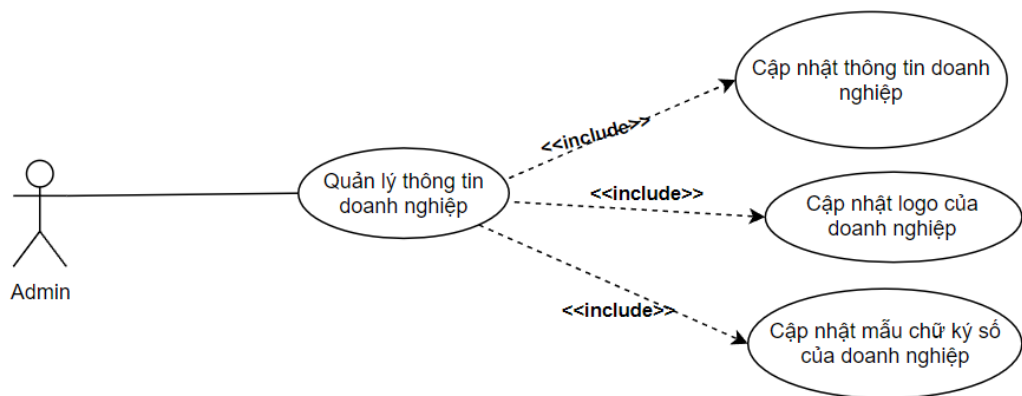 Cập nhật thông tin doanh
nghiệp
<<include>>
Quản lý thông tin
doanh nghiệp
<<include>>
Cập nhật logo của
doanh nghiệp
Admin
<<include>>
Cập nhật mẫu chữ ký số
của doanh nghiệp